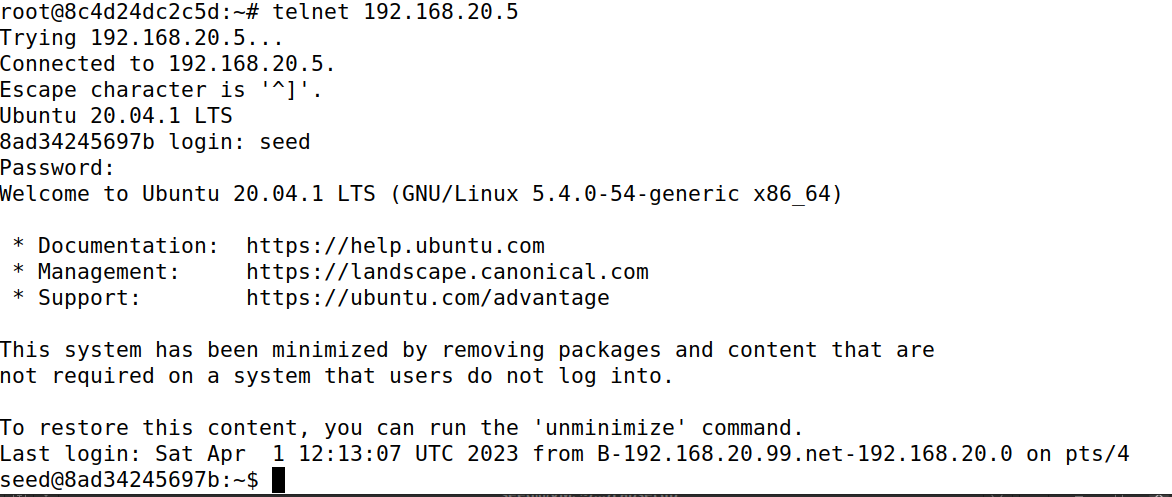 root@8c4d24dc2c5d:~# telnet 192.168.20.5
Trying 192.168.20.5...
Connected to 192.168.20.5.
Escape character is '^]'.
Ubuntu 20.04.1 LTS
8ad34245697b login: seed
Password:
Welcome to Ubuntu 20.04.1 LTS (GNU/Linux 5.4.0-54-generic x86_64)
* Documentation:  https://help.ubuntu.com
* Management:     https://landscape.canonical.com
* Support:        https://ubuntu.com/advantage
This system has been minimized by removing packages and content that are
not required on a system that users do not log into.
To restore this content, you can run the 'unminimize' command.
Last login: Sat Apr  1 12:13:07 UTC 2023 from B-192.168.20.99.net-192.168.20.0 on pts/4
seed@8ad34245697b:~$